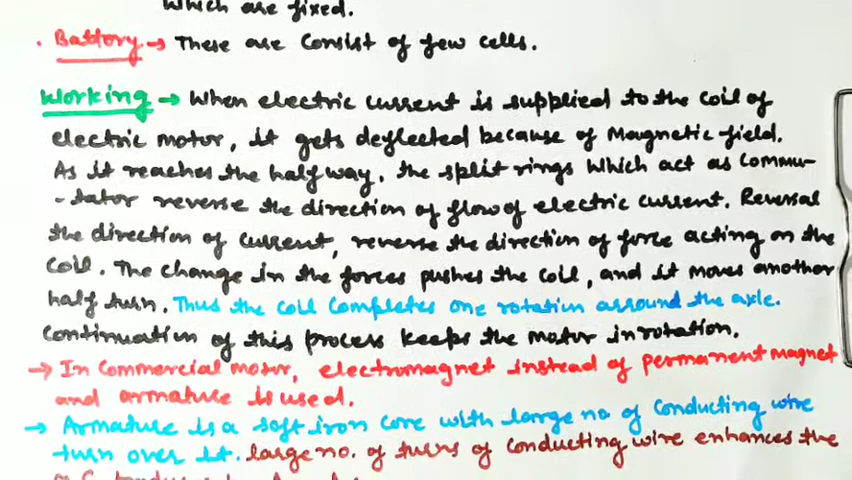 which are fixed.
. Battory → These are Consist of few cells.
Working → When electric current is supplied to the coil of
electric motor, it gets deflected because of Magnetic field.
As it reaches the half way, the split rings which act as Commu-
- tator reverse the direction of flow of electric current. Reversal
the direction of current, reverse the direction of force acting on the
Coil. The change in the forces pushes the coil, and it moves another
half turn. Thus the coil Completes one rotation arround the axle.
Continuation of this process keeps the motor in rotation.
→ In Commercial motor, electromagnet instead of permanent magnet
and armature is used.
→ Armature is a soft iron core with large no of Conducting wire
turn over it. large no. of turns of conducting wire enhances the